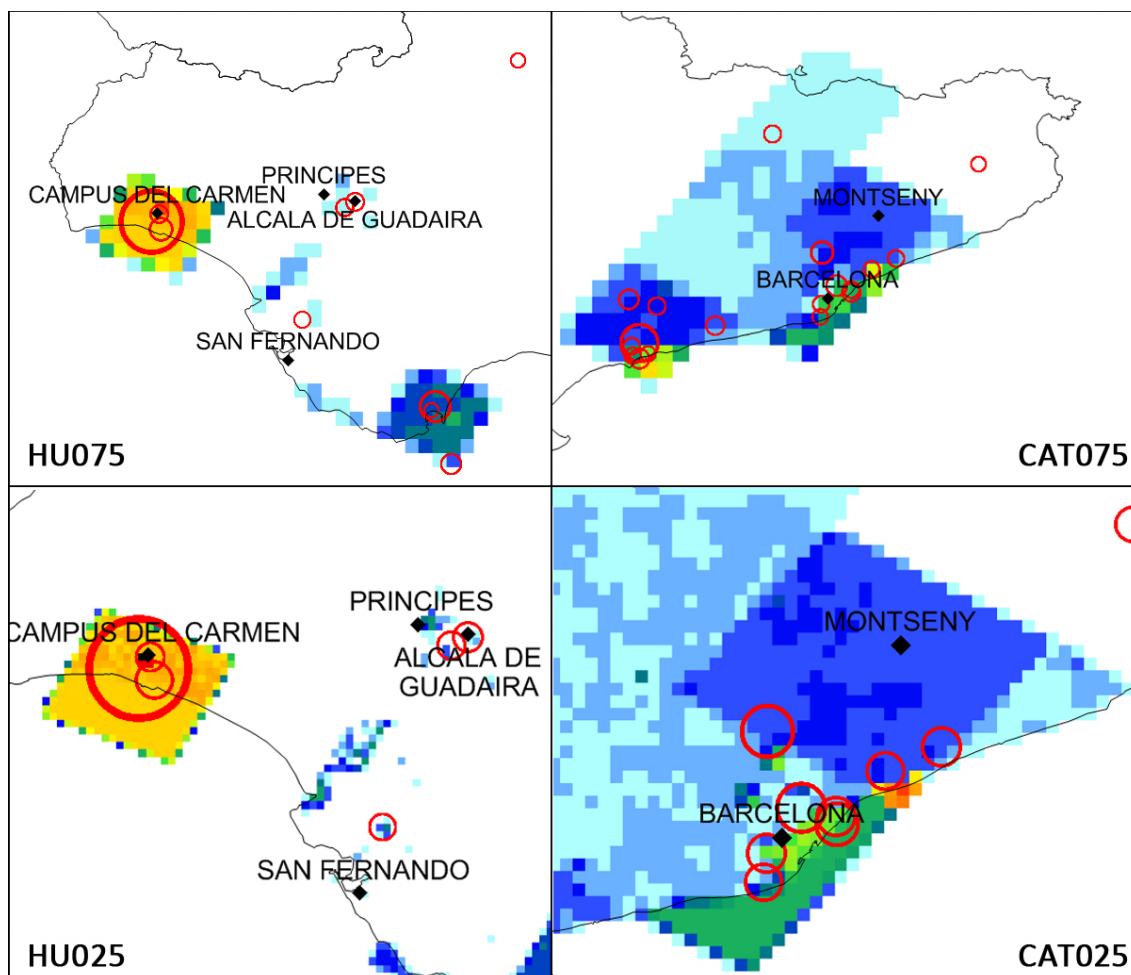 PRINCIPES
CAMPUS DEL CARMEN
ALCALA DE GUADAIRA
SAN FERNANDO
HU075
MONTSENY
BARCELONA
CAT075
PRINCIPES
CAMPUS DEL CARMEN
ALCALA DE
GUADAIRA
SAN FERNANDO
HU025
MONTSENY
BARCELONA
CAT025